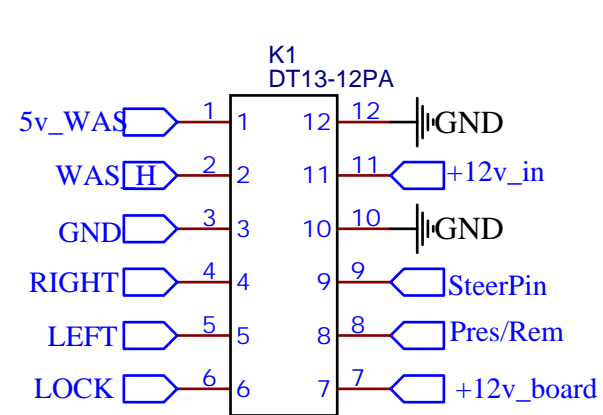 K1
DT13-12PA
5v_WAS 1 1 12 12 GND
WAS_H 2 2 11 11 +12v_in
GND 3 3 10 10 GND
RIGHT 4 4 9 9 SteerPin
LEFT 5 5 8 8 Pres/Rem
LOCK 6 6 7 7 +12v_board